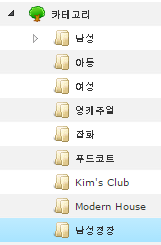 카테고리
남성
아동
여성
영캐주얼
잡화
푸드코트
Kim's Club
Modern House
남성정장